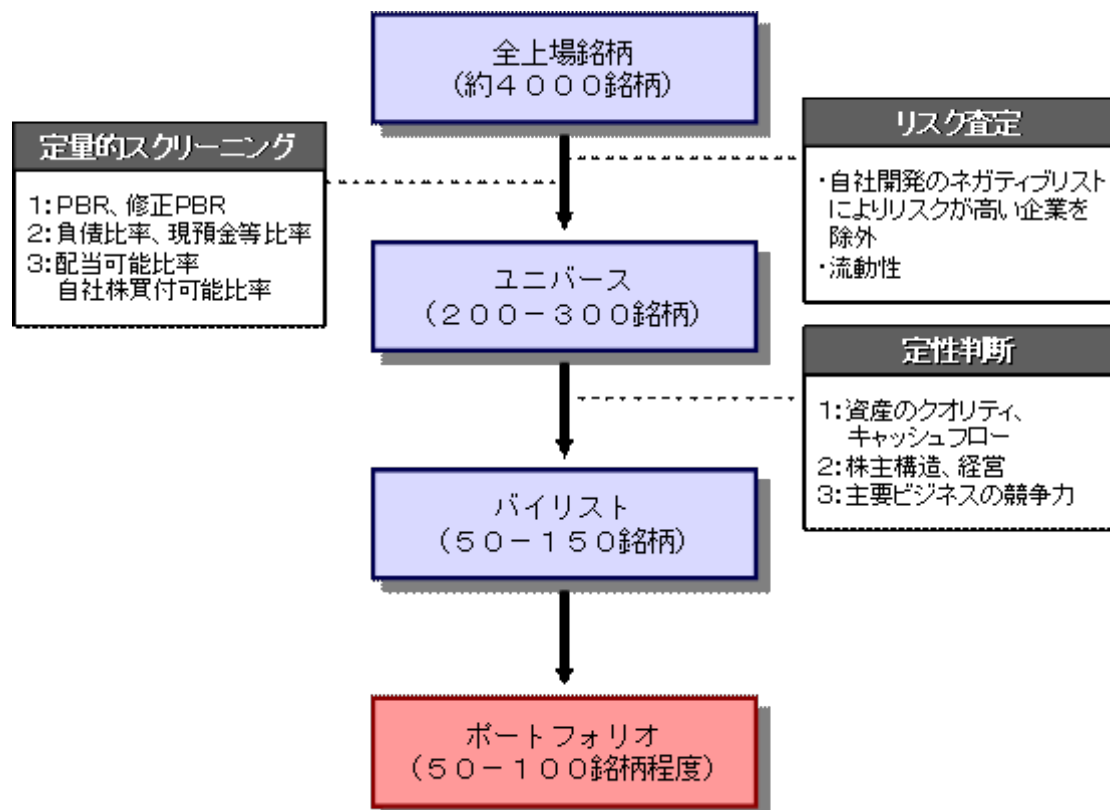 全上場銘柄
(約4000銘柄)
定量的スクリーニング
1:PBR、修正PBR
2:負債比率、現預金等比率
3:配当可能比率
自社株買付可能比率
リスク査定
・自社開発のネガティブリスト
によりリスクが高い企業を
除外
・流動性
ユニバース
(200-300銘柄)
定性判断
1:資産のクオリティ、
キャッシュフロー
2:株主構造、経営
3:主要ビジネスの競争力
バイリスト
(50-150銘柄)
ポートフォリオ
(50-100銘柄程度)